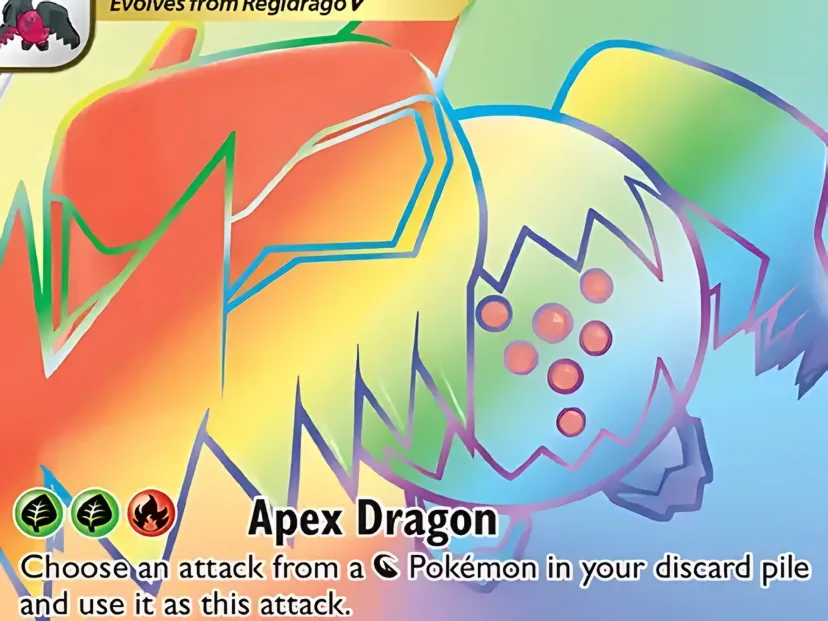 Evolves from Regidrago V
Apex Dragon
Choose an attack from a Pokémon in your discard pile
and use it as this attack.